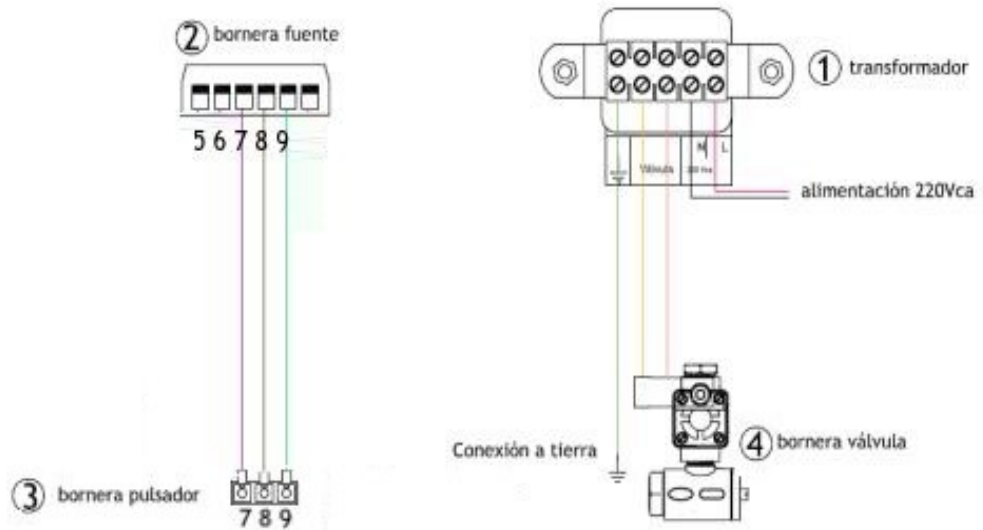 2 bornera fuente
5 6 7 8 9
1 transformador
N L
Válvula
alimentación 220Vca
Conexión a tierra
4 bornera válvula
3 bornera pulsador
7 8 9